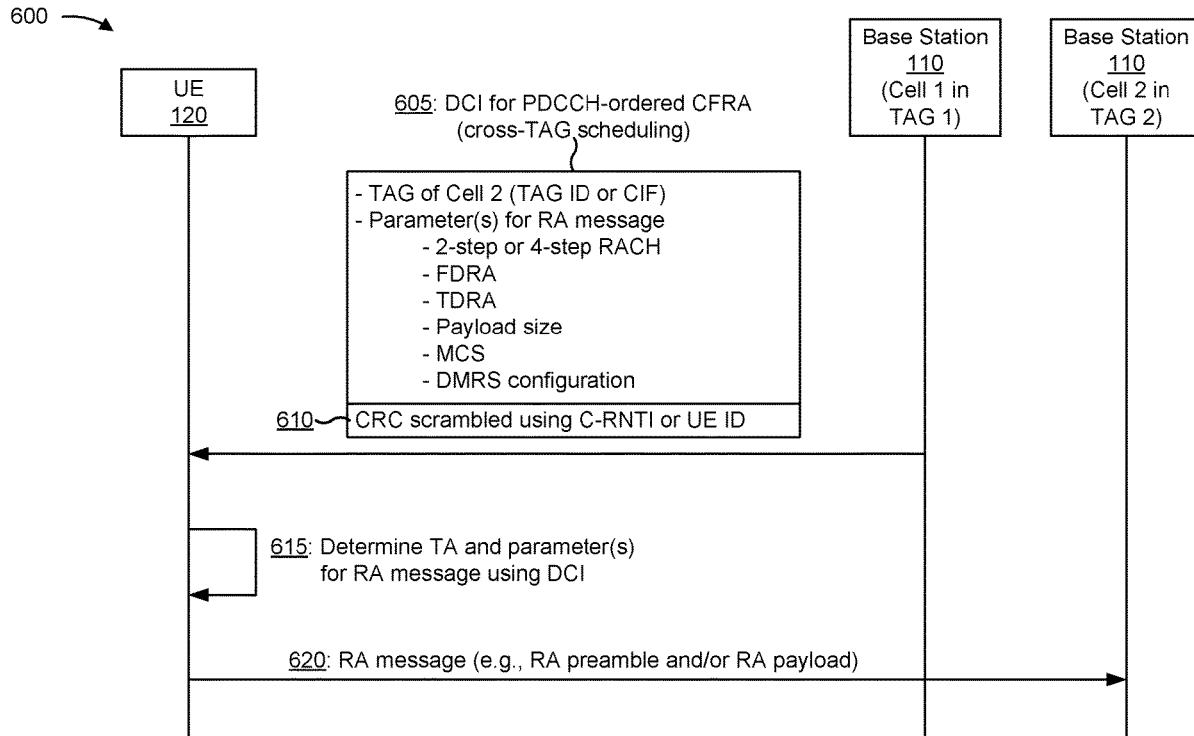 600
UE
120
Base Station
110
(Cell 1 in
TAG 1)
Base Station
110
(Cell 2 in
TAG 2)
605: DCI for PDCCH-ordered CFRA
(cross-TAG scheduling)
- TAG of Cell 2 (TAG ID or CIF)
- Parameter(s) for RA message
- 2-step or 4-step RACH
- FDRA
- TDRA
- Payload size
- MCS
- DMRS configuration
610 CRC scrambled using C-RNTI or UE ID
615: Determine TA and parameter(s)
for RA message using DCI
620: RA message (e.g., RA preamble and/or RA payload)